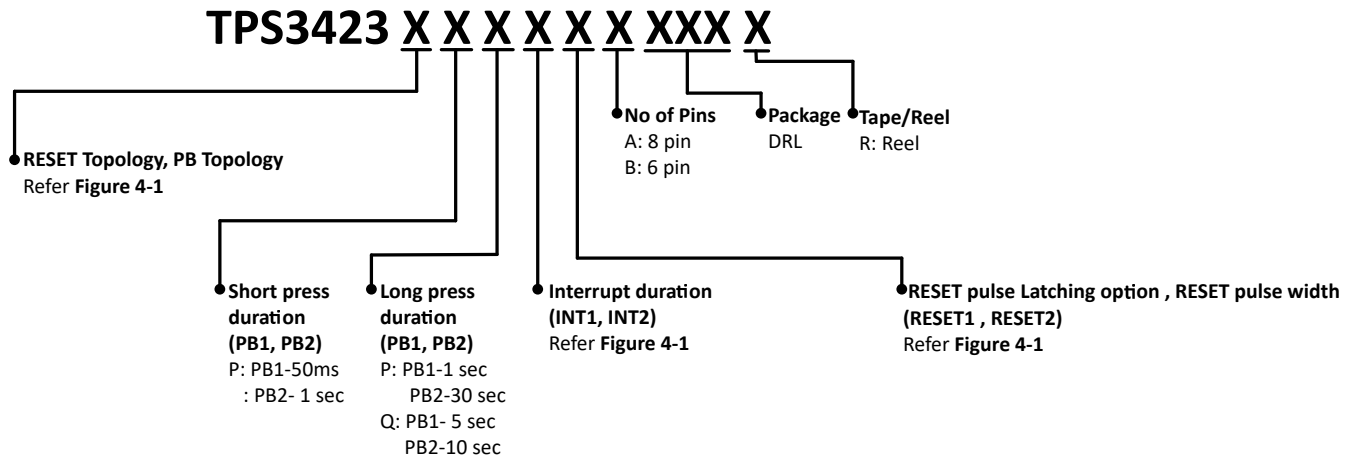 TPS3423 X X X X X X XXX X
No of Pins
A: 8 pin
B: 6 pin
Package
DRL
Tape/Reel
R: Reel
RESET Topology, PB Topology
Refer Figure 4-1
Short press
duration
(PB1, PB2)
P: PB1-50ms
: PB2- 1 sec
Long press
duration
(PB1, PB2)
P: PB1-1 sec
PB2-30 sec
Q: PB1- 5 sec
PB2-10 sec
Interrupt duration
(INT1, INT2)
Refer Figure 4-1
RESET pulse Latching option , RESET pulse width
(RESET1 , RESET2)
Refer Figure 4-1